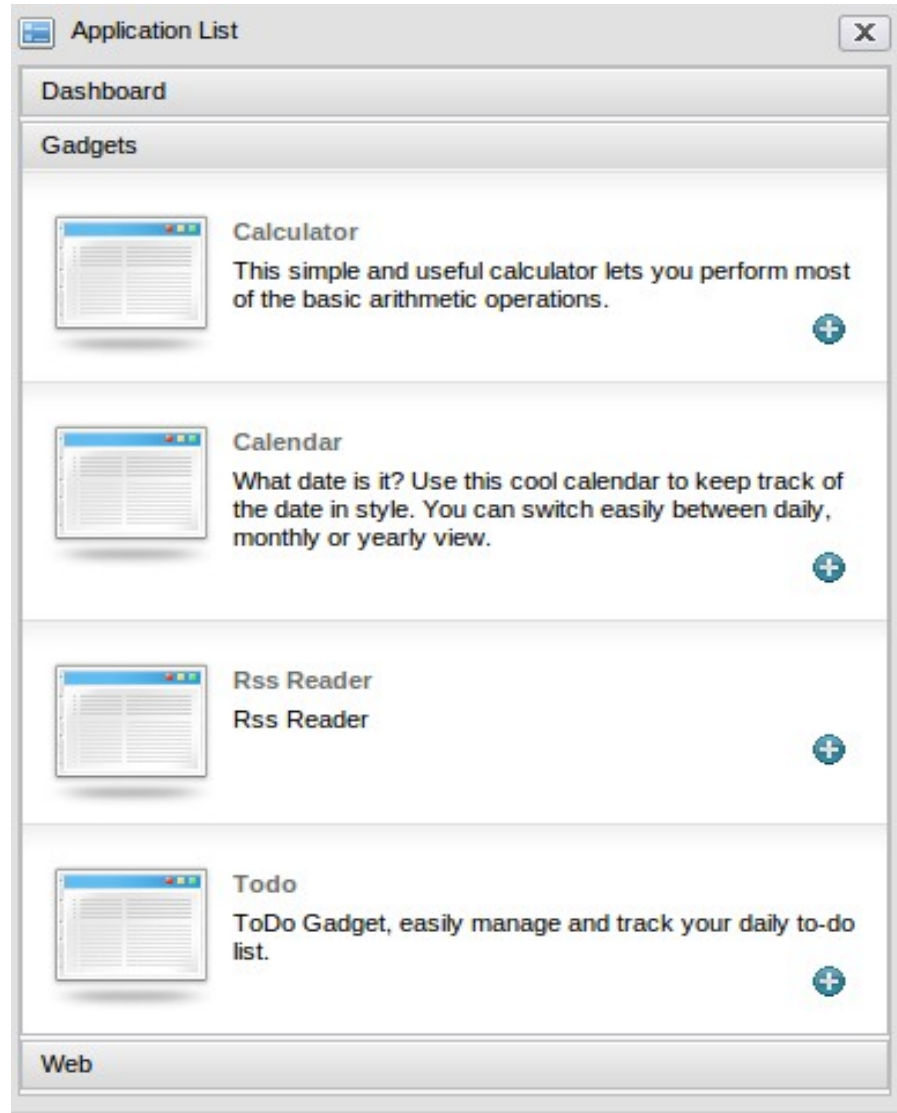 Application List
Dashboard
Gadgets
Calculator
This simple and useful calculator lets you perform most
of the basic arithmetic operations.
Calendar
What date is it? Use this cool calendar to keep track of
the date in style. You can switch easily between daily,
monthly or yearly view.
Rss Reader
Rss Reader
Todo
ToDo Gadget, easily manage and track your daily to-do
list.
Web